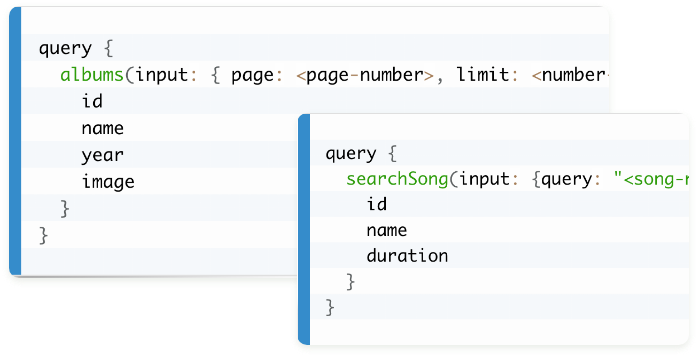 query {
albums(input: { page: <page-number>, limit: <number-
id
name
year
image
}
}
query {
searchSong(input: {query: "<song-
id
name
duration
}
}